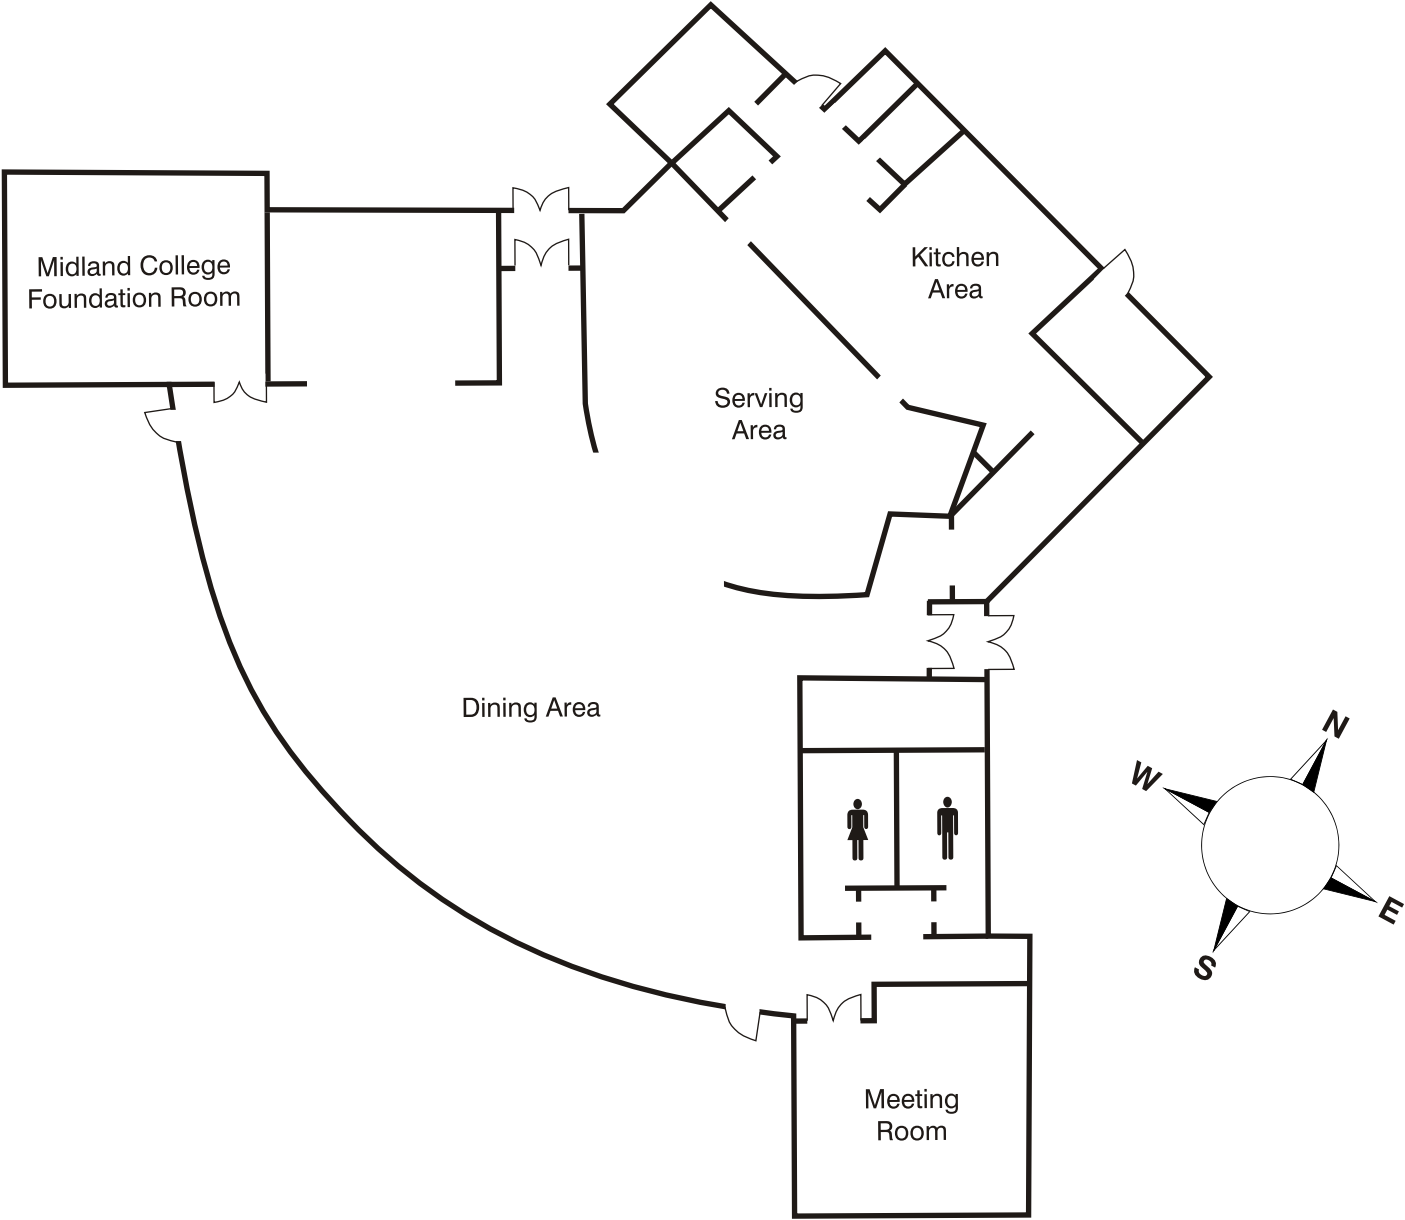 Midland College
Foundation Room
Kitchen
Area
Serving
Area
Dining Area
N
W
E
S
Meeting
Room